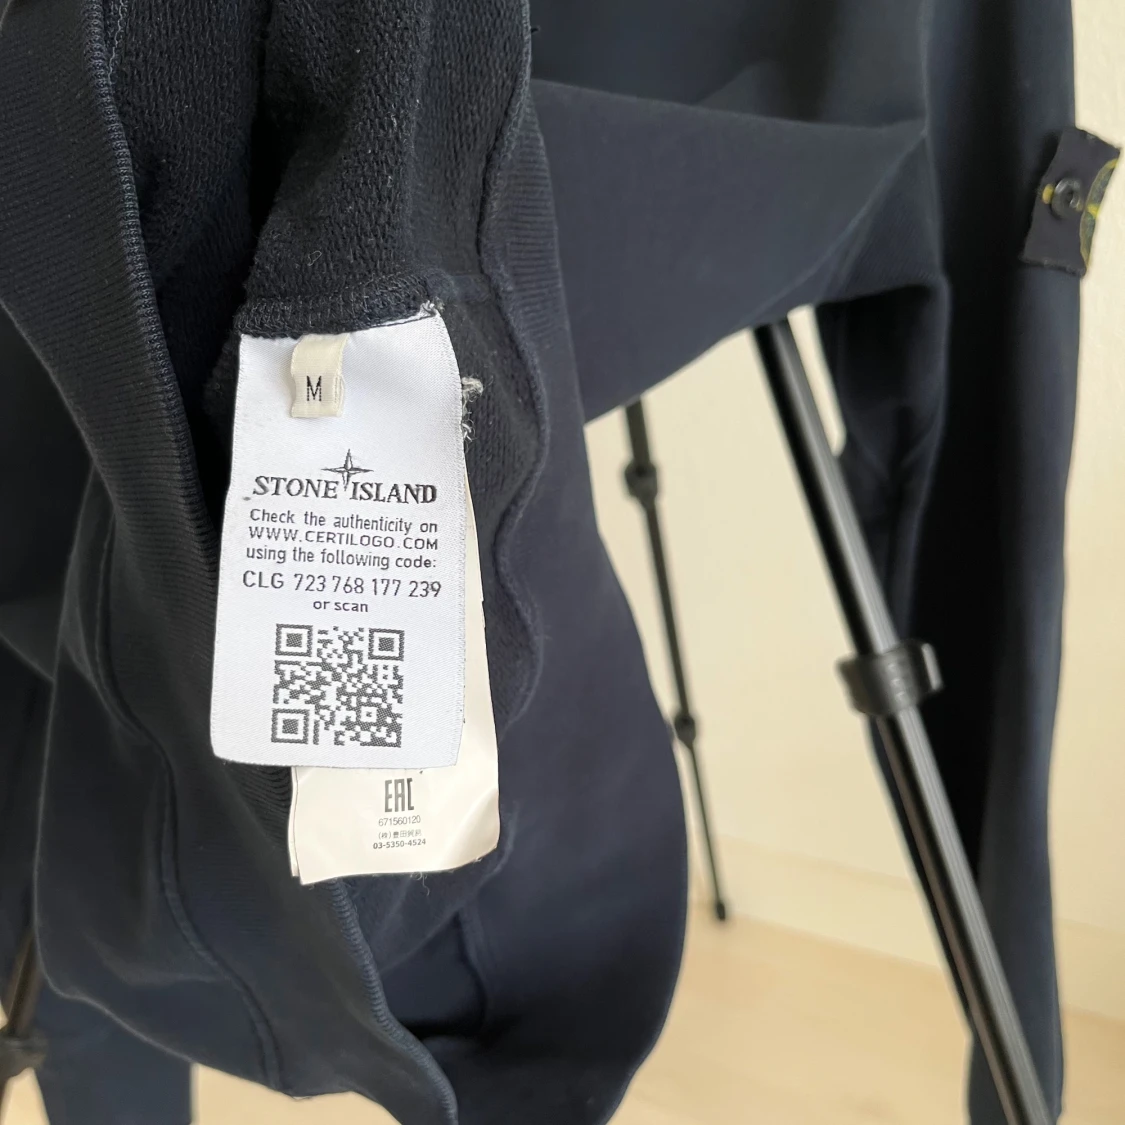 M
STONE ISLAND
Check the authenticity on
WWW.CERTILOGO.COM
using the following code:
CLG 723 768 177 239
or scan
EAC
671560120
03-5350-4524